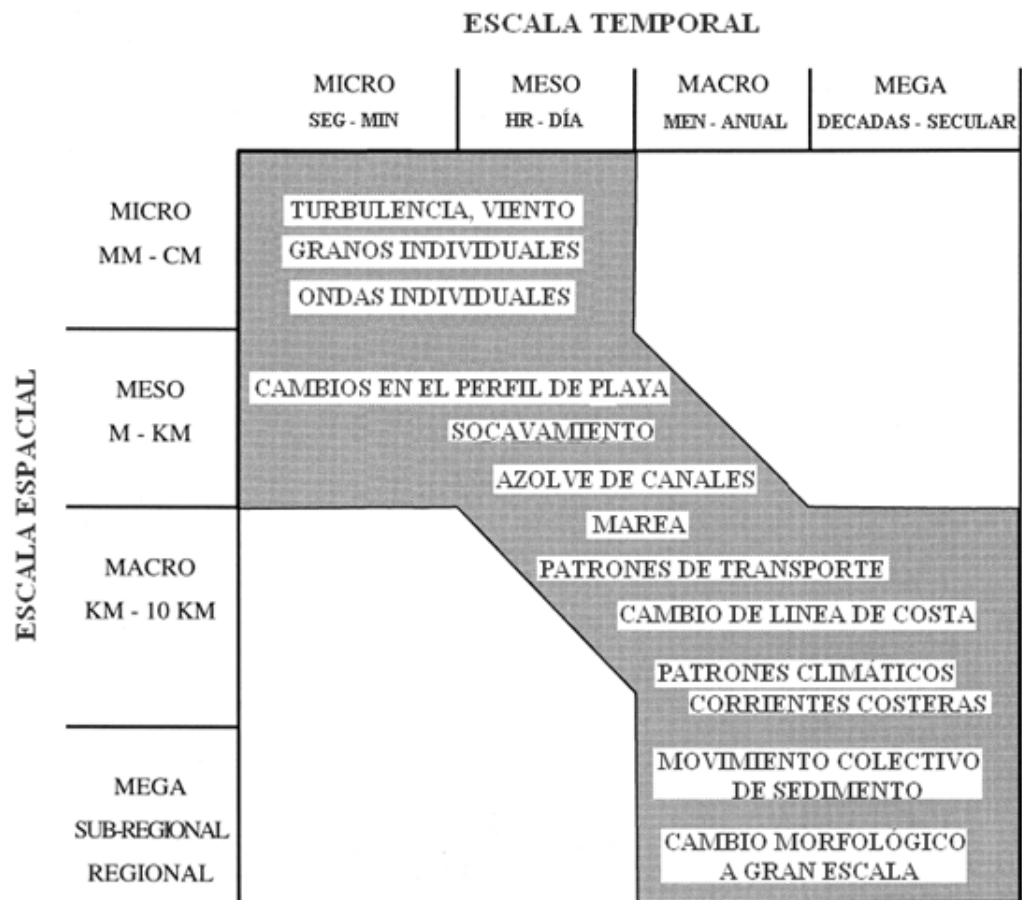 ESCALA TEMPORAL
MICRO
SEG - MIN
MESO
HR - DÍA
MACRO
MEN - ANUAL
MEGA
DECADAS - SECULAR
ESCALA ESPACIAL
MICRO
MM - CM
TURBULENCIA, VIENTO
GRANOS INDIVIDUALES
ONDAS INDIVIDUALES
MESO
M - KM
CAMBIOS EN EL PERFIL DE PLAYA
SOCAVAMIENTO
AZOLVE DE CANALES
MACRO
KM - 10 KM
MAREA
PATRONES DE TRANSPORTE
CAMBIO DE LINEA DE COSTA
PATRONES CLIMÁTICOS
CORRIENTES COSTERAS
MEGA
SUB-REGIONAL
REGIONAL
MOVIMIENTO COLECTIVO
DE SEDIMENTO
CAMBIO MORFOLÓGICO
A GRAN ESCALA